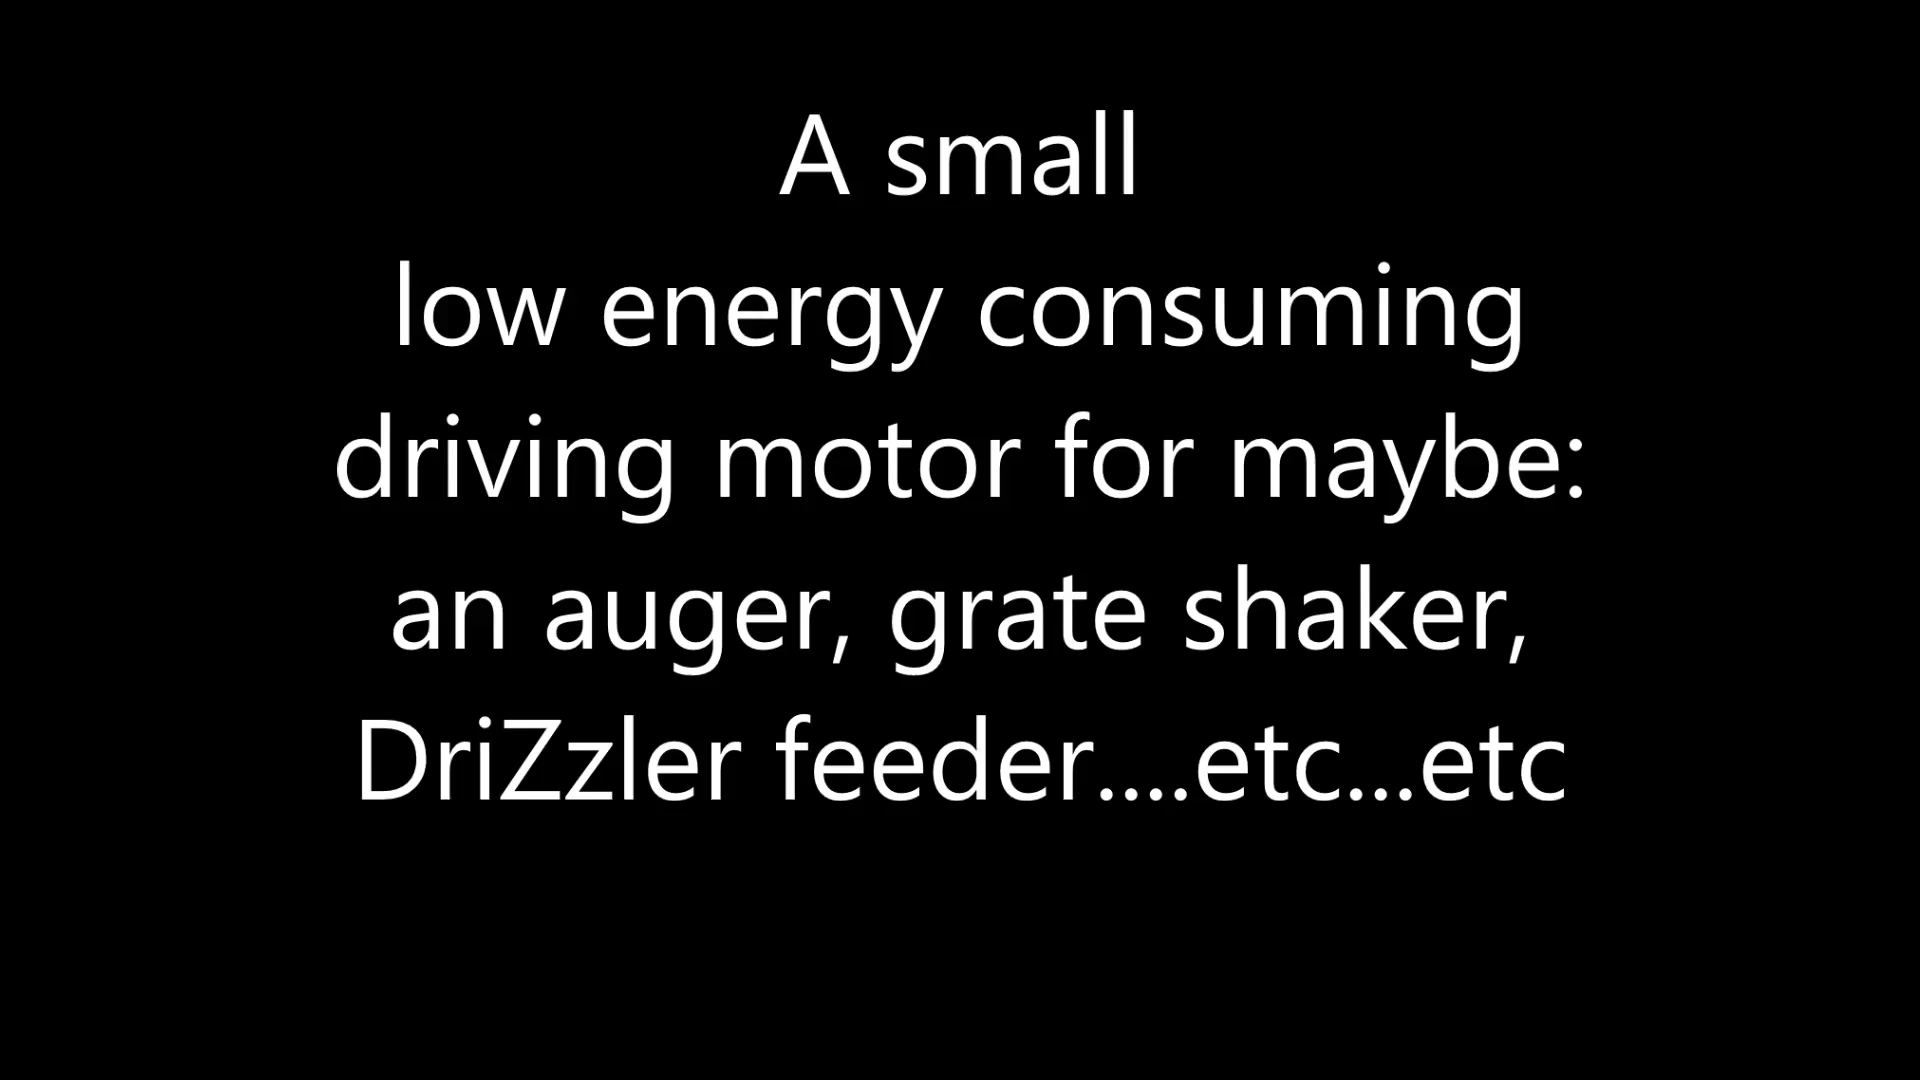 A small
low energy consuming
driving motor for maybe:
an auger, grate shaker,
DriZzler feeder....etc...etc